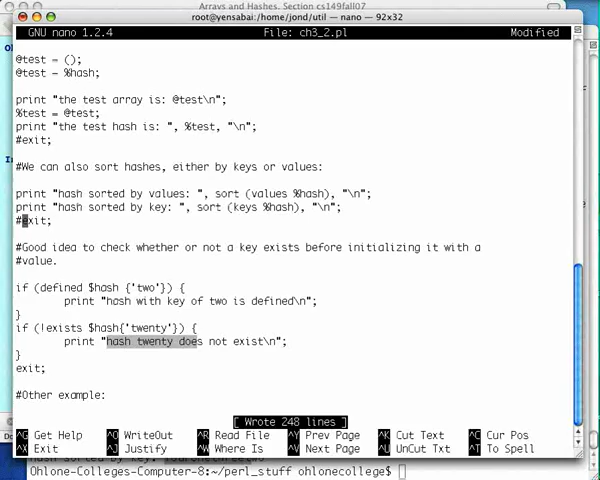 Arrays and Hashes. Section cs149fall07
root@yensabai:/home/jond/util — nano — 92x32
GNU nano 1.2.4 File: ch3_2.pl Modified
@test = ();
@test = %hash;
print "the test array is: @test\n";
%test = @test;
print "the test hash is: ", %test, "\n";
#exit;
#We can also sort hashes, either by keys or values:
print "hash sorted by values: ", sort (values %hash), "\n";
print "hash sorted by key: ", sort (keys %hash), "\n";
#exit;
#Good idea to check whether or not a key exists before initializing it with a
#value.
if (defined $hash {'two'}) {
print "hash with key of two is defined\n";
}
if (!exists $hash{'twenty'}) {
print "hash twenty does not exist\n";
}
exit;
#Other example:
[ Wrote 248 lines ]
^G Get Help ^O WriteOut ^R Read File ^Y Prev Page ^K Cut Text ^C Cur Pos
^X Exit ^J Justify ^W Where Is ^V Next Page ^U UnCut Txt ^T To Spell
Ohlone-Colleges-Computer-8:~/perl_stuff ohlonecollege$